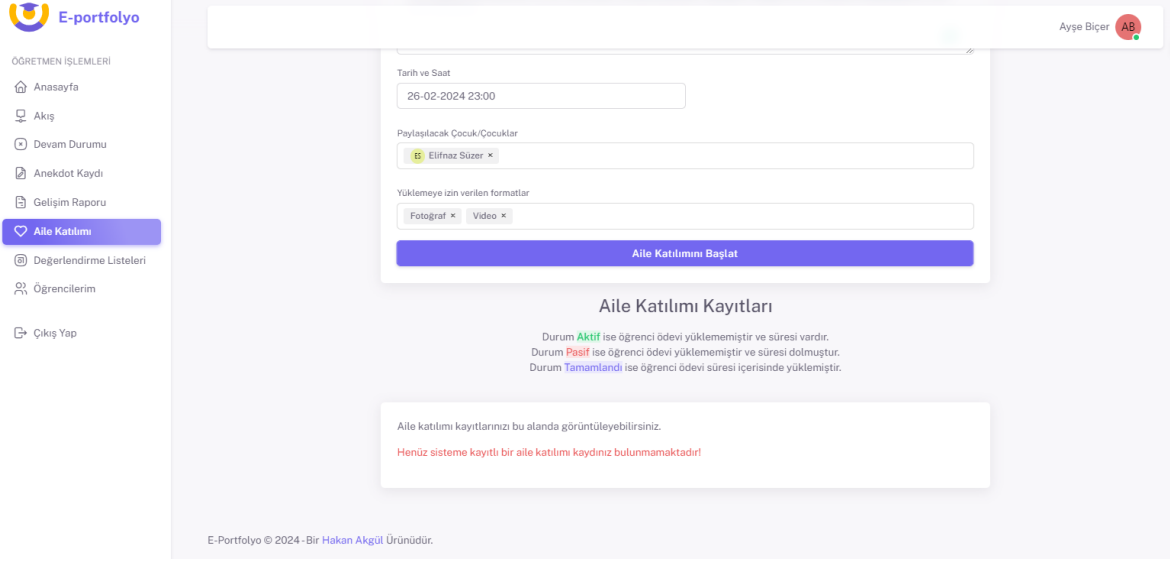 E-portfolyo
Ayşe Biçer AB
ÖĞRETMEN İŞLEMLERİ
Anasayfa
Akış
Devam Durumu
Anekdot Kaydı
Gelişim Raporu
Aile Katılımı
Değerlendirme Listeleri
Öğrencilerim
Çıkış Yap
Tarih ve Saat
26-02-2024 23:00
Paylaşılacak Çocuk/Çocuklar
ES Elifnaz Süzer ×
Yüklemeye izin verilen formatlar
Fotoğraf × Video ×
Aile Katılımını Başlat
Aile Katılımı Kayıtları
Durum Aktif ise öğrenci ödevi yüklememiştir ve süresi vardır.
Durum Pasif ise öğrenci ödevi yüklememiştir ve süresi dolmuştur.
Durum Tamamlandı ise öğrenci ödevi süresi içerisinde yüklemiştir.
Aile katılımı kayıtlarınızı bu alanda görüntüleyebilirsiniz.
Henüz sisteme kayıtlı bir aile katılımı kaydınız bulunmamaktadır!
E-Portfolyo © 2024 - Bir Hakan Akgül Ürünüdür.